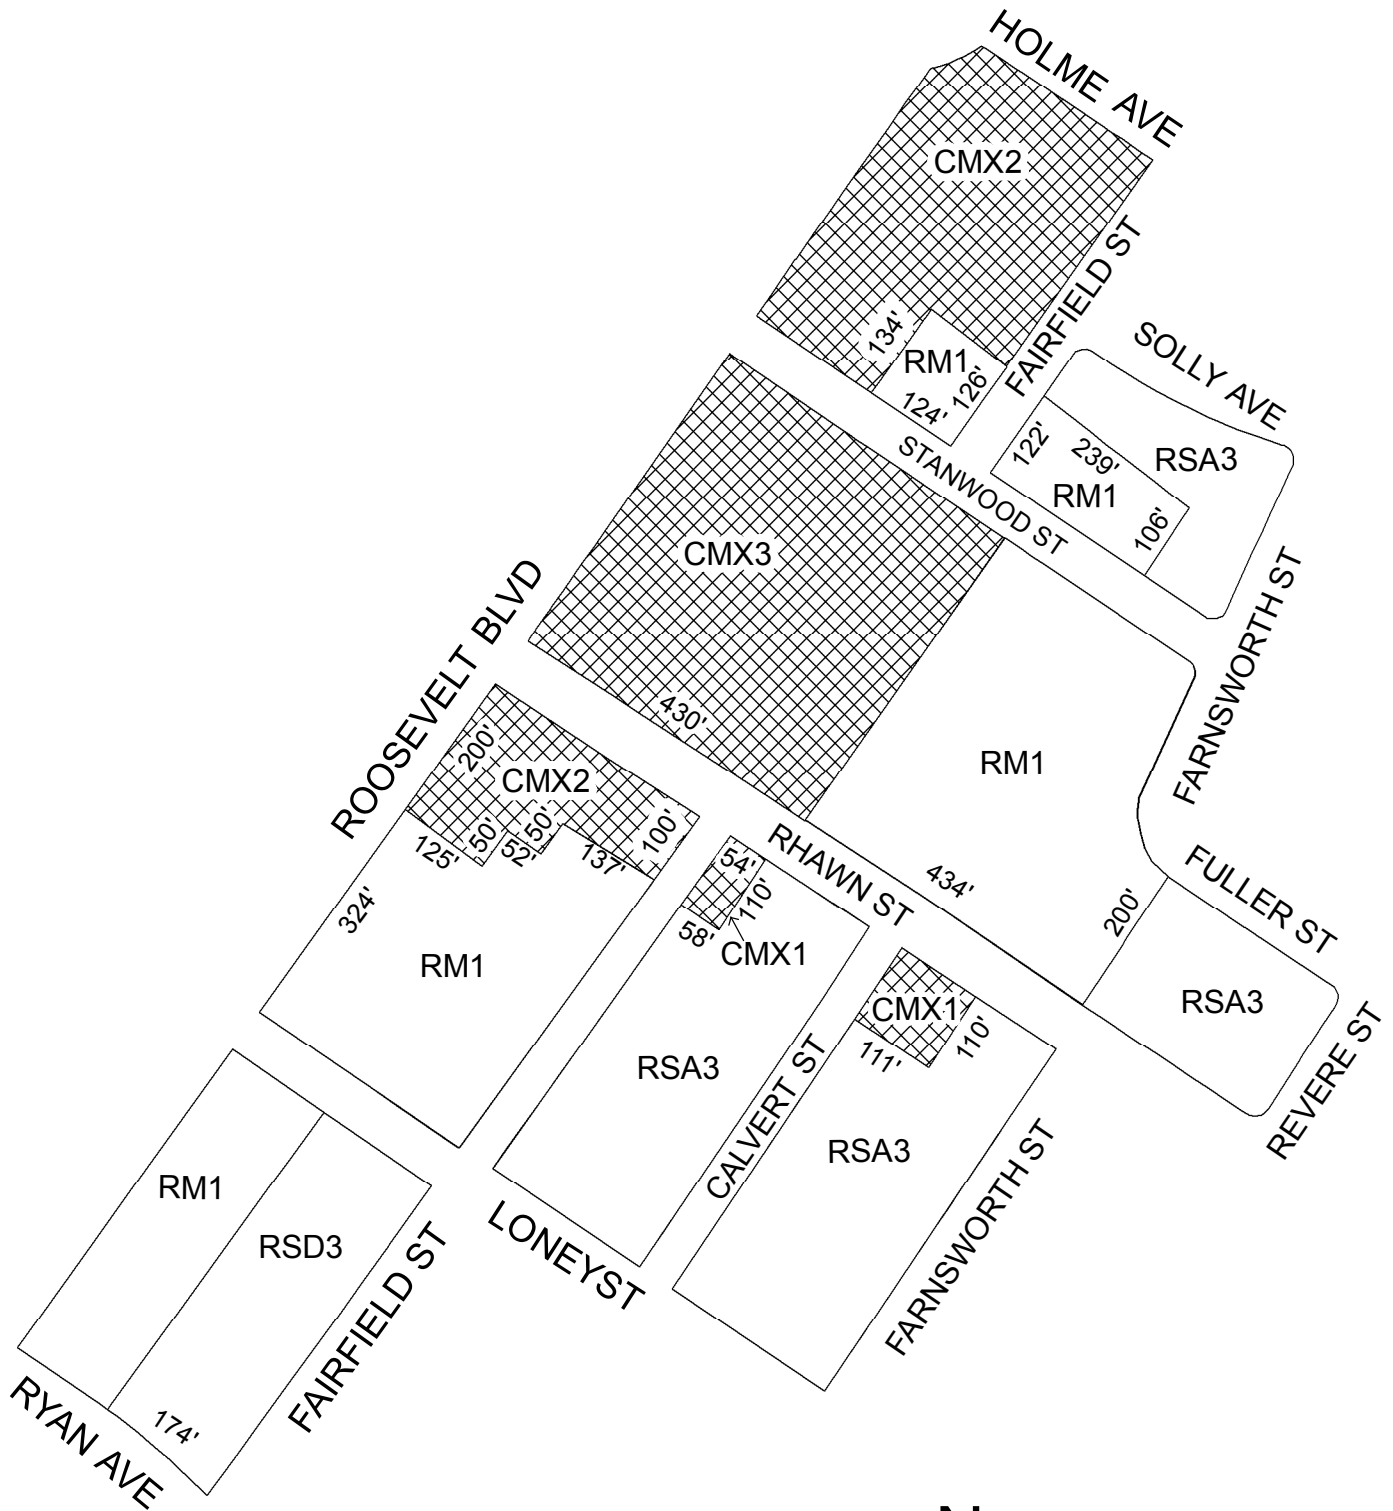 HOLME AVE
CMX2
FAIRFIELD ST
134'
RM1
126'
124'
SOLLY AVE
122'
239'
RSA3
RM1
106'
STANWOOD ST
CMX3
FARNSWORTH ST
ROOSEVELT BLVD
430'
RM1
200'
CMX2
50'
50'
100'
125'
52'
137'
324'
RM1
RHAWN ST
54'
110'
58'
CMX1
434'
200'
FULLER ST
RSA3
REVERE ST
CMX1
111'
110'
RSA3
CALVERT ST
RSA3
FARNSWORTH ST
RM1
RSD3
LONEYST
FAIRFIELD ST
174'
RYAN AVE